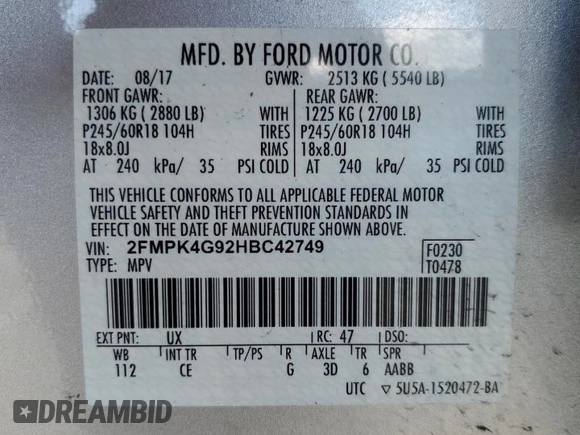 MFD. BY FORD MOTOR CO.
DATE: 08/17 GVWR: 2513 KG ( 5540 LB)
FRONT GAWR: REAR GAWR:
1306 KG ( 2880 LB) WITH 1225 KG ( 2700 LB) WITH
P245/60R18 104H TIRES P245/60R18 104H TIRES
18x8.0J RIMS 18x8.0J RIMS
AT 240 kPa/ 35 PSI COLD AT 240 kPa/ 35 PSI COLD
THIS VEHICLE CONFORMS TO ALL APPLICABLE FEDERAL MOTOR
VEHICLE SAFETY AND THEFT PREVENTION STANDARDS IN
EFFECT ON THE DATE OF MANUFACTURE SHOWN ABOVE.
VIN: 2FMPK4G92HBC42749 F0230
TYPE: MPV T0478
EXT PNT: UX RC: 47 DSO:
WB INT TR TP/PS R AXLE TR SPR
112 CE G 3D 6 AABB
UTC ▽ 5U5A-1520472-BA
DREAMBID